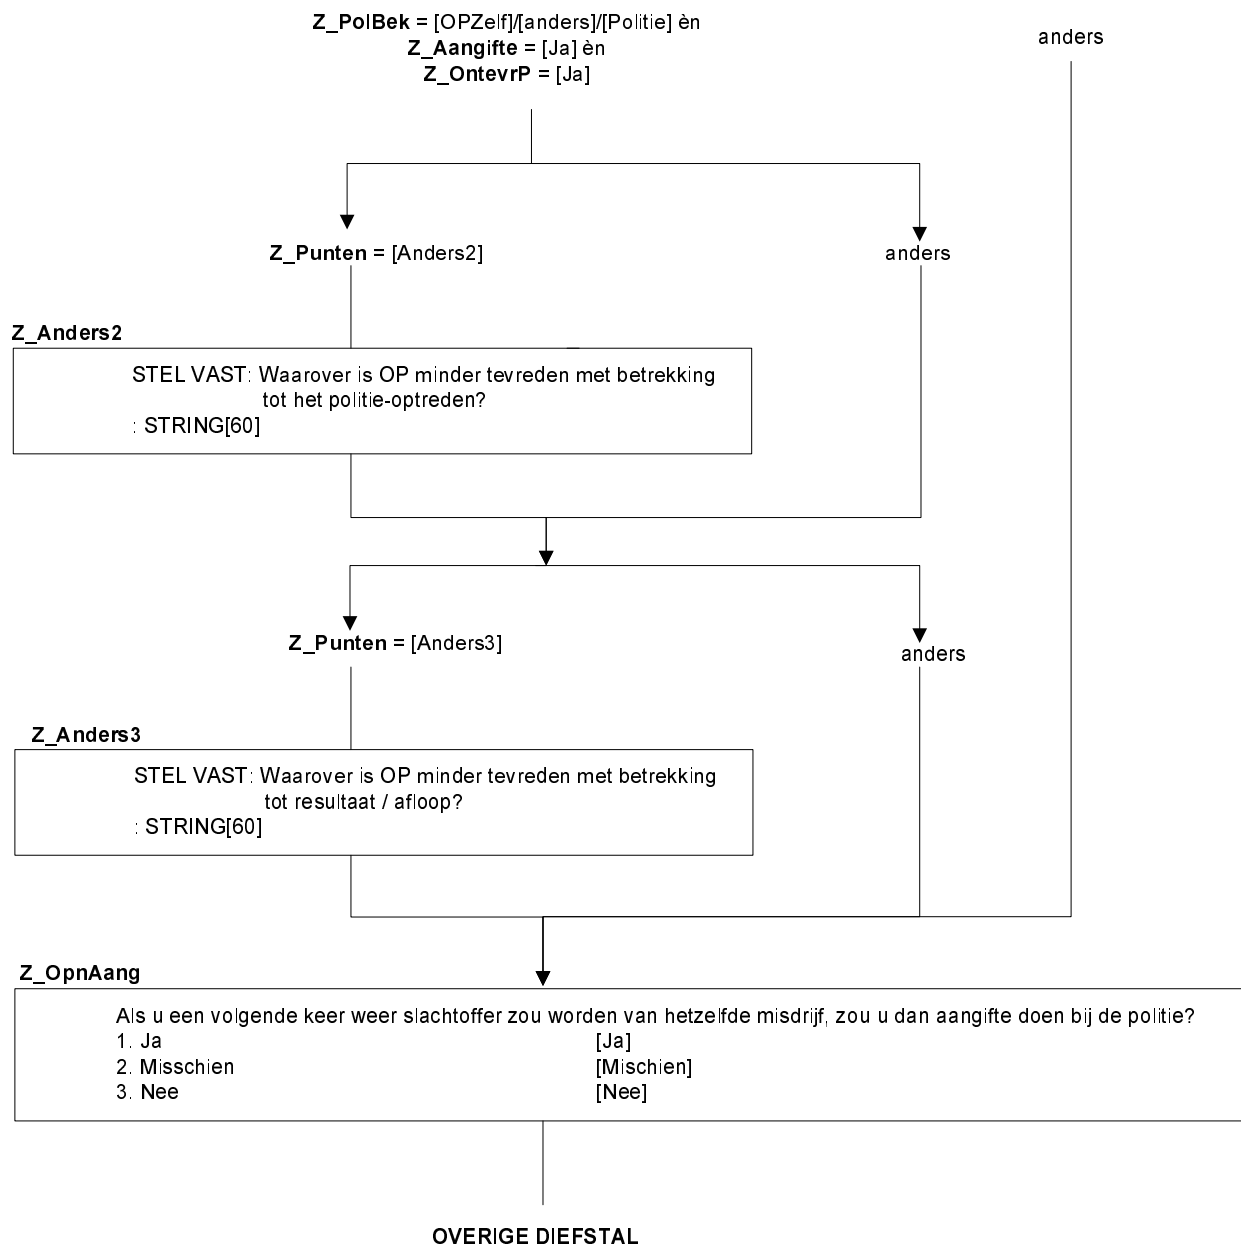 Z_PolBek = [OPZelf]/[anders]/[Politie] èn
Z_Aangifte = [Ja] èn
Z_OntevrP = [Ja]
anders
Z_Punten = [Anders2]
anders
Z_Anders2
STEL VAST: Waarover is OP minder tevreden met betrekking
tot het politie-optreden?
: STRING[60]
Z_Punten = [Anders3]
anders
Z_Anders3
STEL VAST: Waarover is OP minder tevreden met betrekking
tot resultaat / afloop?
: STRING[60]
Z_OpnAang
Als u een volgende keer weer slachtoffer zou worden van hetzelfde misdrijf, zou u dan aangifte doen bij de politie?
1. Ja [Ja]
2. Misschien [Mischien]
3. Nee [Nee]
OVERIGE DIEFSTAL